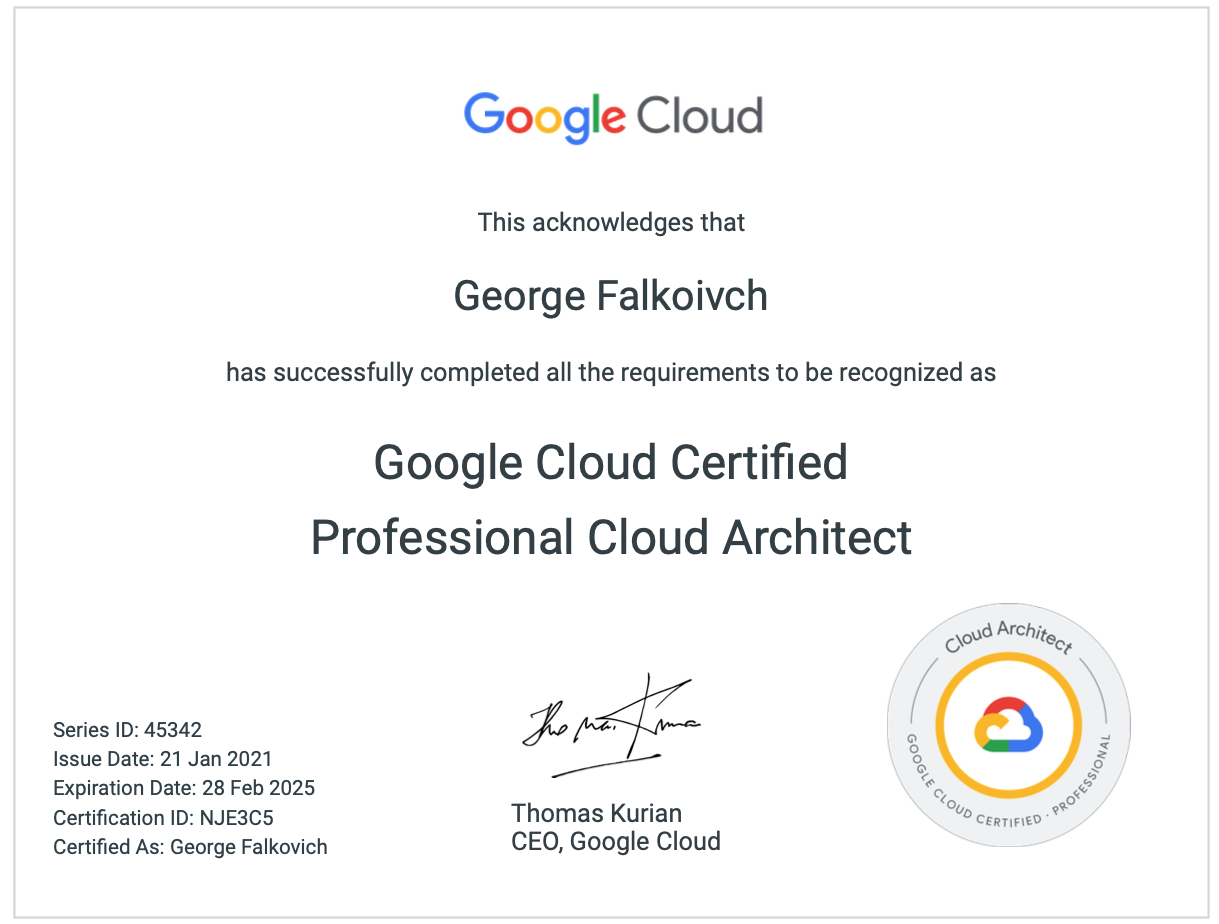 Google Cloud
This acknowledges that
George Falkoivch
has successfully completed all the requirements to be recognized as
Google Cloud Certified
Professional Cloud Architect
Cloud Architect
GOOGLE CLOUD CERTIFIED · PROFESSIONAL
Series ID: 45342
Issue Date: 21 Jan 2021
Expiration Date: 28 Feb 2025
Certification ID: NJE3C5
Certified As: George Falkovich
Thomas Kurian
Thomas Kurian
CEO, Google Cloud